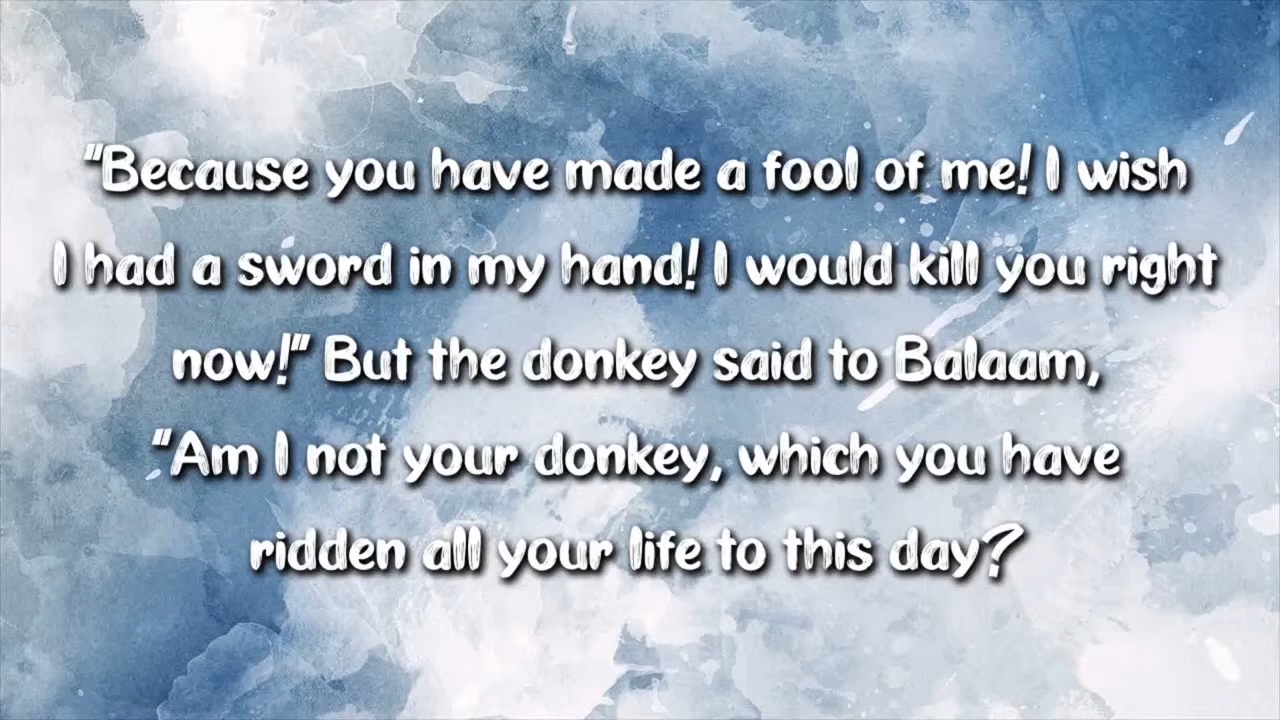 "Because you have made a fool of me! I wish
I had a sword in my hand! I would kill you right
now!" But the donkey said to Balaam,
"Am I not your donkey, which you have
ridden all your life to this day?